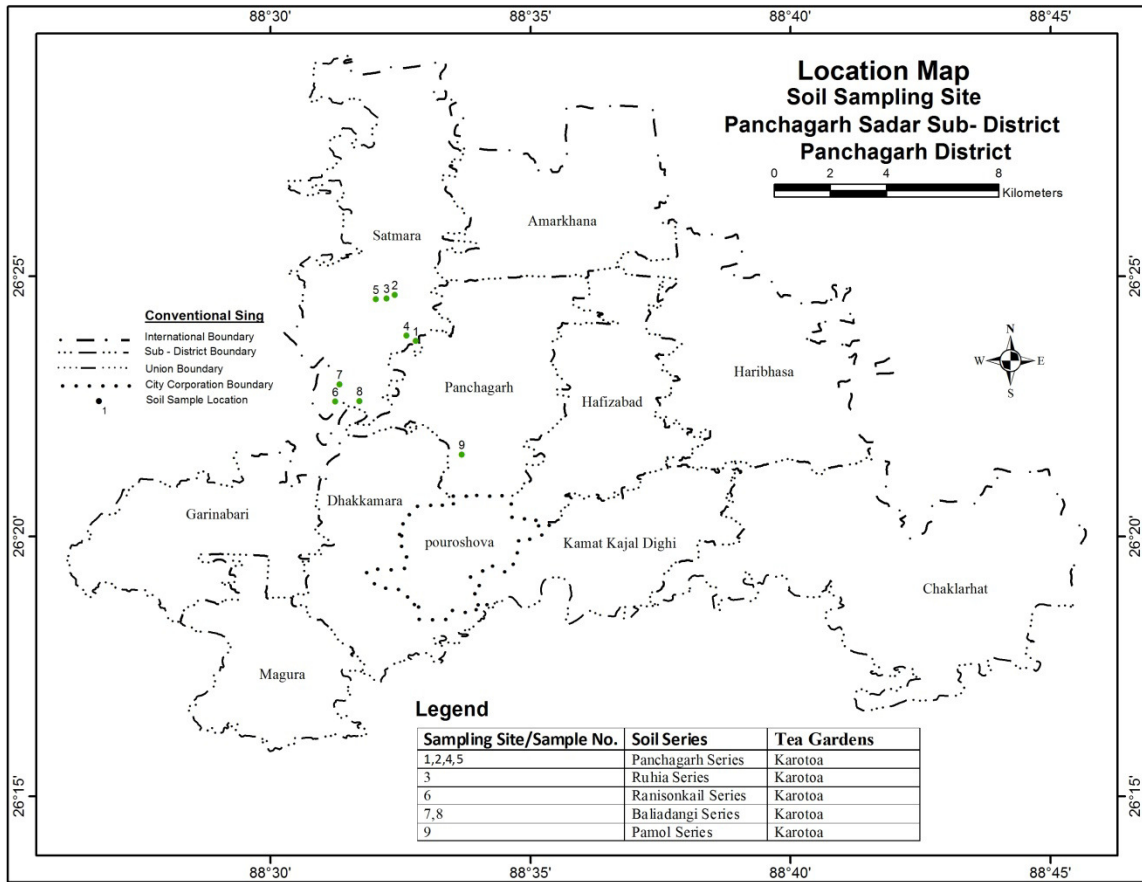 88°30' 88°35' 88°40' 88°45'
Location Map
Soil Sampling Site
Panchagarh Sadar Sub- District
Panchagarh District
0 2 4 8
Kilometers
Amarkhana
Satmara
26°25' 26°25'
5 3 2
4 1
Conventional Sing
International Boundary
Sub - District Boundary
Union Boundary
City Corporation Boundary
Soil Sample Location
1
N
W E
S
7
6 8
Panchagarh
Hafizabad
Haribhasa
9
Dhakkamara
Garinabari
26°20' 26°20'
pouroshova
Kamat Kajal Dighi
Chaklarhat
Magura
Legend
Sampling Site/Sample No. Soil Series Tea Gardens
1,2,4,5 Panchagarh Series Karotoa
3 Ruhia Series Karotoa
6 Ranisonkail Series Karotoa
7,8 Baliadangi Series Karotoa
9 Pamol Series Karotoa
26°15' 26°15'
88°30' 88°35' 88°40' 88°45'